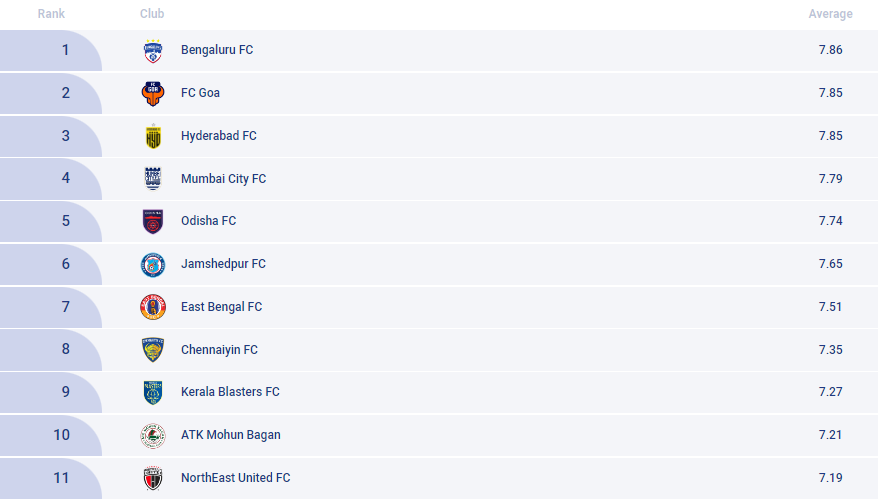 Rank Club Average
1 Bengaluru FC 7.86
2 FC Goa 7.85
3 Hyderabad FC 7.85
4 Mumbai City FC 7.79
5 Odisha FC 7.74
6 Jamshedpur FC 7.65
7 East Bengal FC 7.51
8 Chennaiyin FC 7.35
9 Kerala Blasters FC 7.27
10 ATK Mohun Bagan 7.21
11 NorthEast United FC 7.19